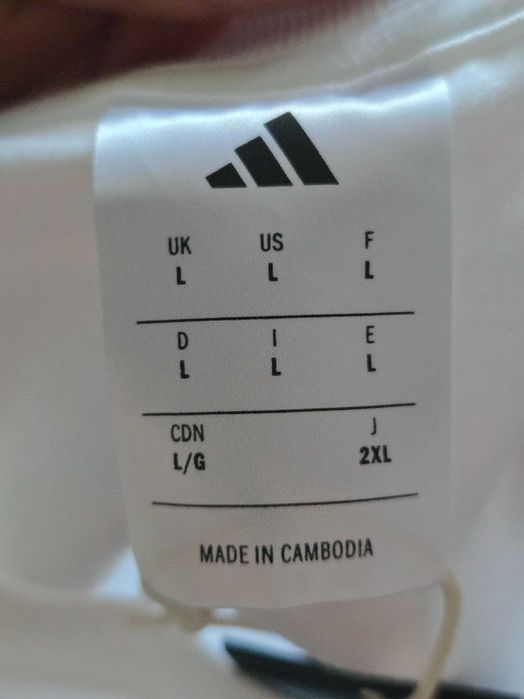 UK US F
L L L
D I E
L L L
CDN J
L/G 2XL
MADE IN CAMBODIA